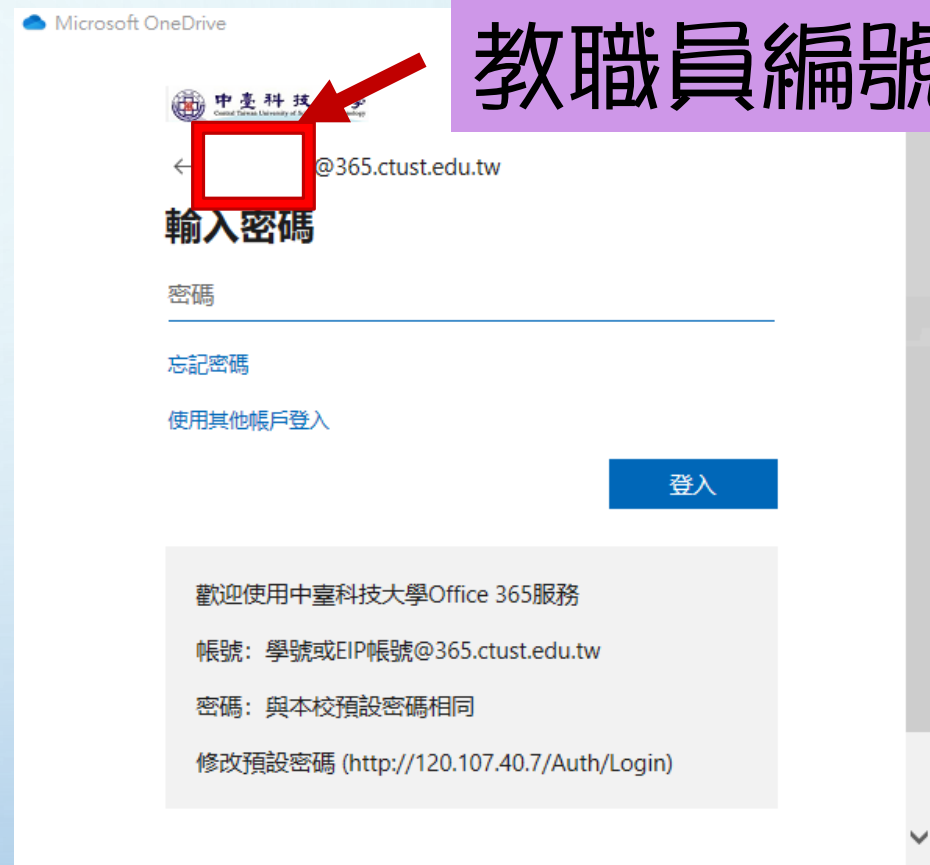 Microsoft OneDrive
教職員編號
中臺科技
Central Taiwan University of
← @365.ctust.edu.tw
輸入密碼
密碼
忘記密碼
使用其他帳戶登入
登入
歡迎使用中臺科技大學Office 365服務
帳號：學號或EIP帳號@365.ctust.edu.tw
密碼：與本校預設密碼相同
修改預設密碼 (http://120.107.40.7/Auth/Login)